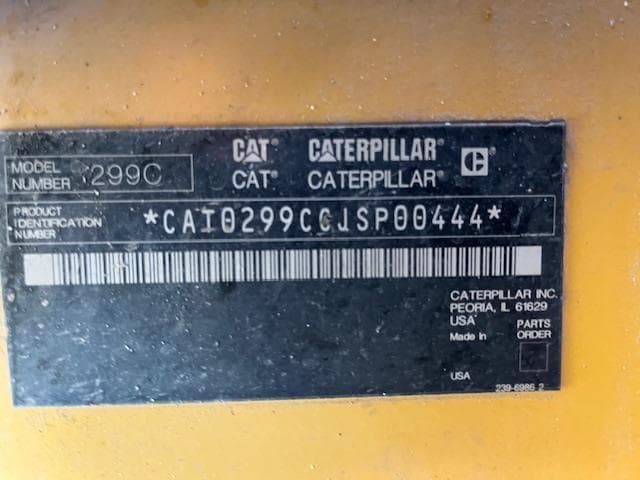 CAT CATERPILLAR C
MODEL NUMBER 299C
CAT® CATERPILLAR
PRODUCT IDENTIFICATION NUMBER *CAT0299CCJSP00444*
CATERPILLAR INC.
PEORIA, IL 61629
USA
PARTS ORDER
Made In
USA
239-6986 2